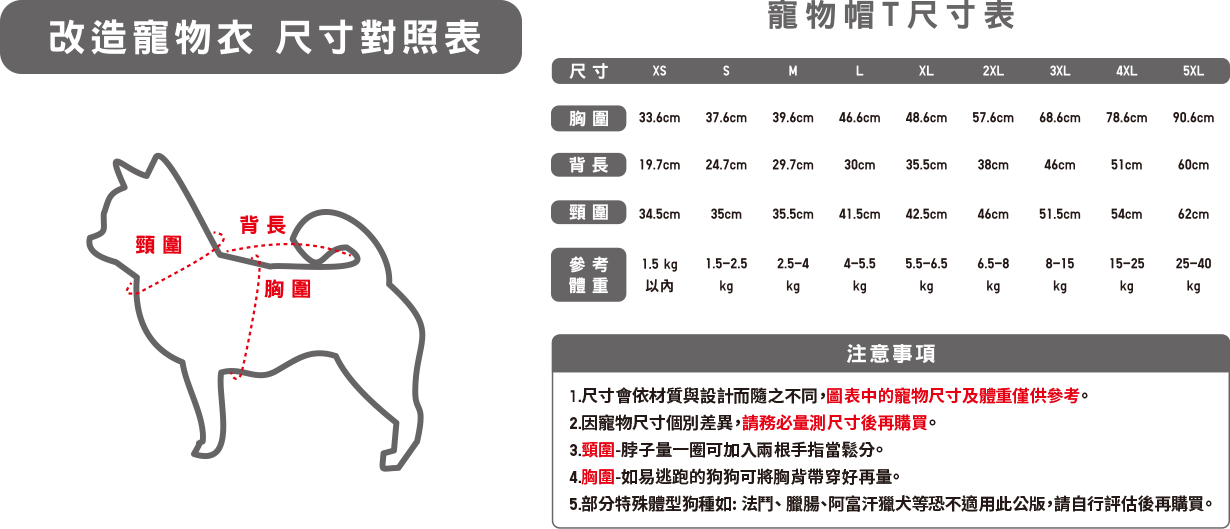 改造寵物衣 尺寸對照表
頸圍
背長
胸圍
寵物帽T尺寸表
尺寸 XS S M L XL 2XL 3XL 4XL 5XL
胸圍 33.6cm 37.6cm 39.6cm 46.6cm 48.6cm 57.6cm 68.6cm 78.6cm 90.6cm
背長 19.7cm 24.7cm 29.7cm 30cm 35.5cm 38cm 46cm 51cm 60cm
頸圍 34.5cm 35cm 35.5cm 41.5cm 42.5cm 46cm 51.5cm 54cm 62cm
參考 1.5 kg 1.5-2.5 2.5-4 4-5.5 5.5-6.5 6.5-8 8-15 15-25 25-40
體重 以內 kg kg kg kg kg kg kg kg
注意事項
1.尺寸會依材質與設計而隨之不同,圖表中的寵物尺寸及體重僅供參考。
2.因寵物尺寸個別差異,請務必量測尺寸後再購買。
3.頸圍-脖子量一圈可加入兩根手指當鬆分。
4.胸圍-如易逃跑的狗狗可將胸背帶穿好再量。
5.部分特殊體型狗種如: 法鬥、臘腸、阿富汗獵犬等恐不適用此公版,請自行評估後再購買。